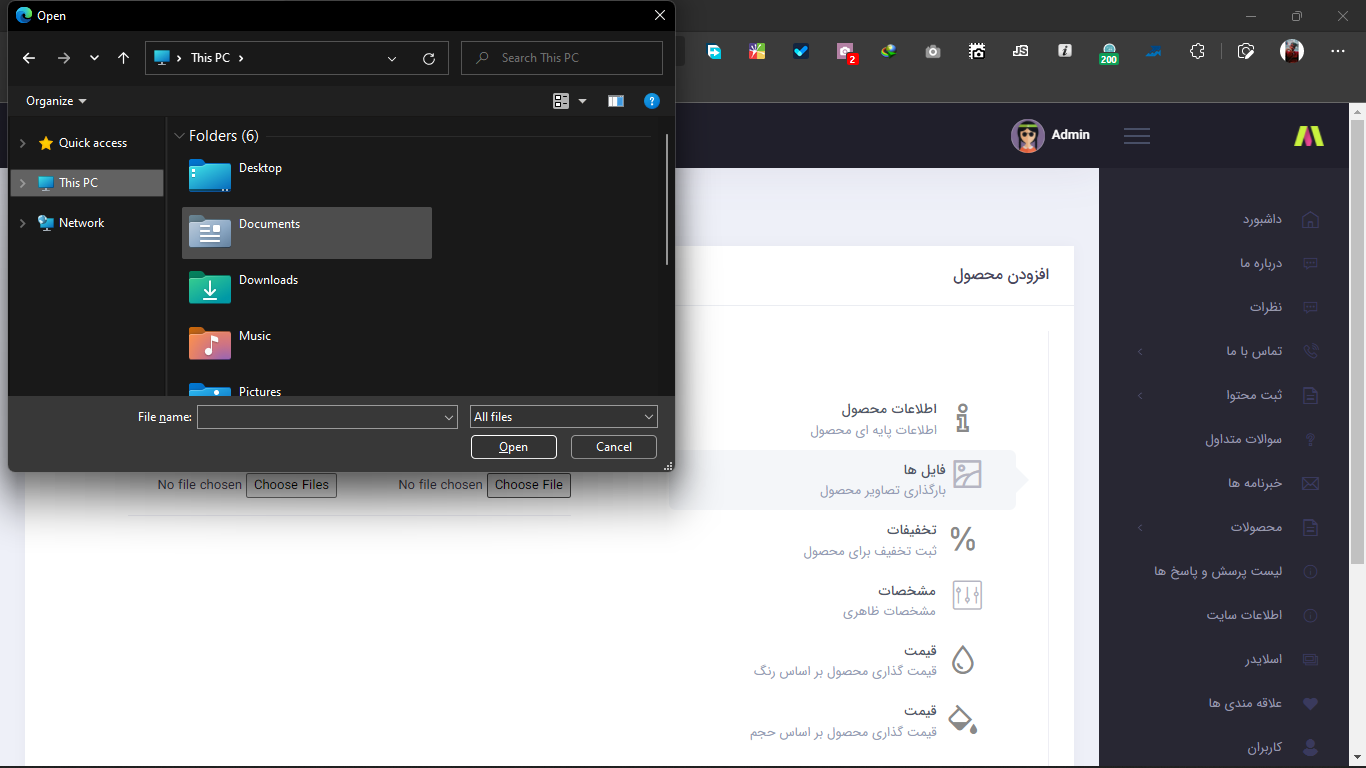 Open
This PC
Search This PC
2
JS
200
Organize
?
Quick access
This PC
Network
Folders (6)
Desktop
Documents
Downloads
Music
Pictures
File name:
All files
Open
Cancel
Admin
داشبورد
درباره ما
نظرات
تماس با ما
ثبت محتوا
سوالات متداول
خبرنامه ها
محصولات
لیست پرسش و پاسخ ها
اطلاعات سایت
اسلایدر
علاقه مندی ها
کاربران
افزودن محصول
اطلاعات محصول
اطلاعات پایه ای محصول
فایل ها
بارگذاری تصاویر محصول
%
تخفیفات
ثبت تخفیف برای محصول
مشخصات
مشخصات ظاهری
قیمت
قیمت گذاری محصول بر اساس رنگ
قیمت
قیمت گذاری محصول بر اساس حجم
No file chosen Choose Files
No file chosen Choose File